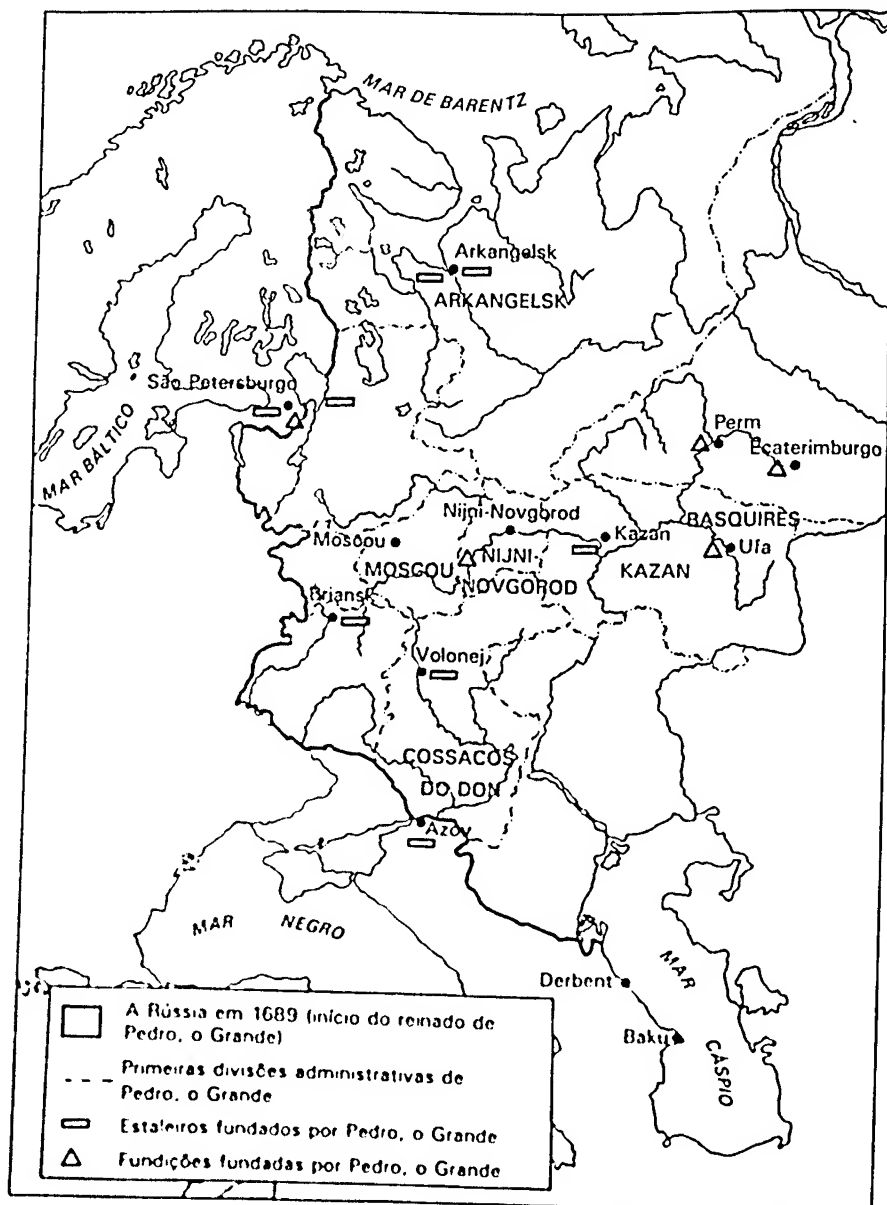 MAR DE BARENTZ
Arkangelsk
ARKANGELSK
São Petersburgo
MAR BÁLTICO
Perm
Ecaterimburgo
Nijni-Novgorod
Moscou
Kazan
BASQUIRES
Ufa
MOSCOU
NIJNI-
NOVGOROD
KAZAN
Briansk
Volonej
COSSACOS
DO DON
Azov
MAR NEGRO
Derbent
Baku
MAR CÁSPIO
A Rússia em 1689 (início do reinado de
Pedro, o Grande)
Primeiras divisões administrativas de
Pedro, o Grande
Estaleiros fundados por Pedro, o Grande
Fundições fundadas por Pedro, o Grande